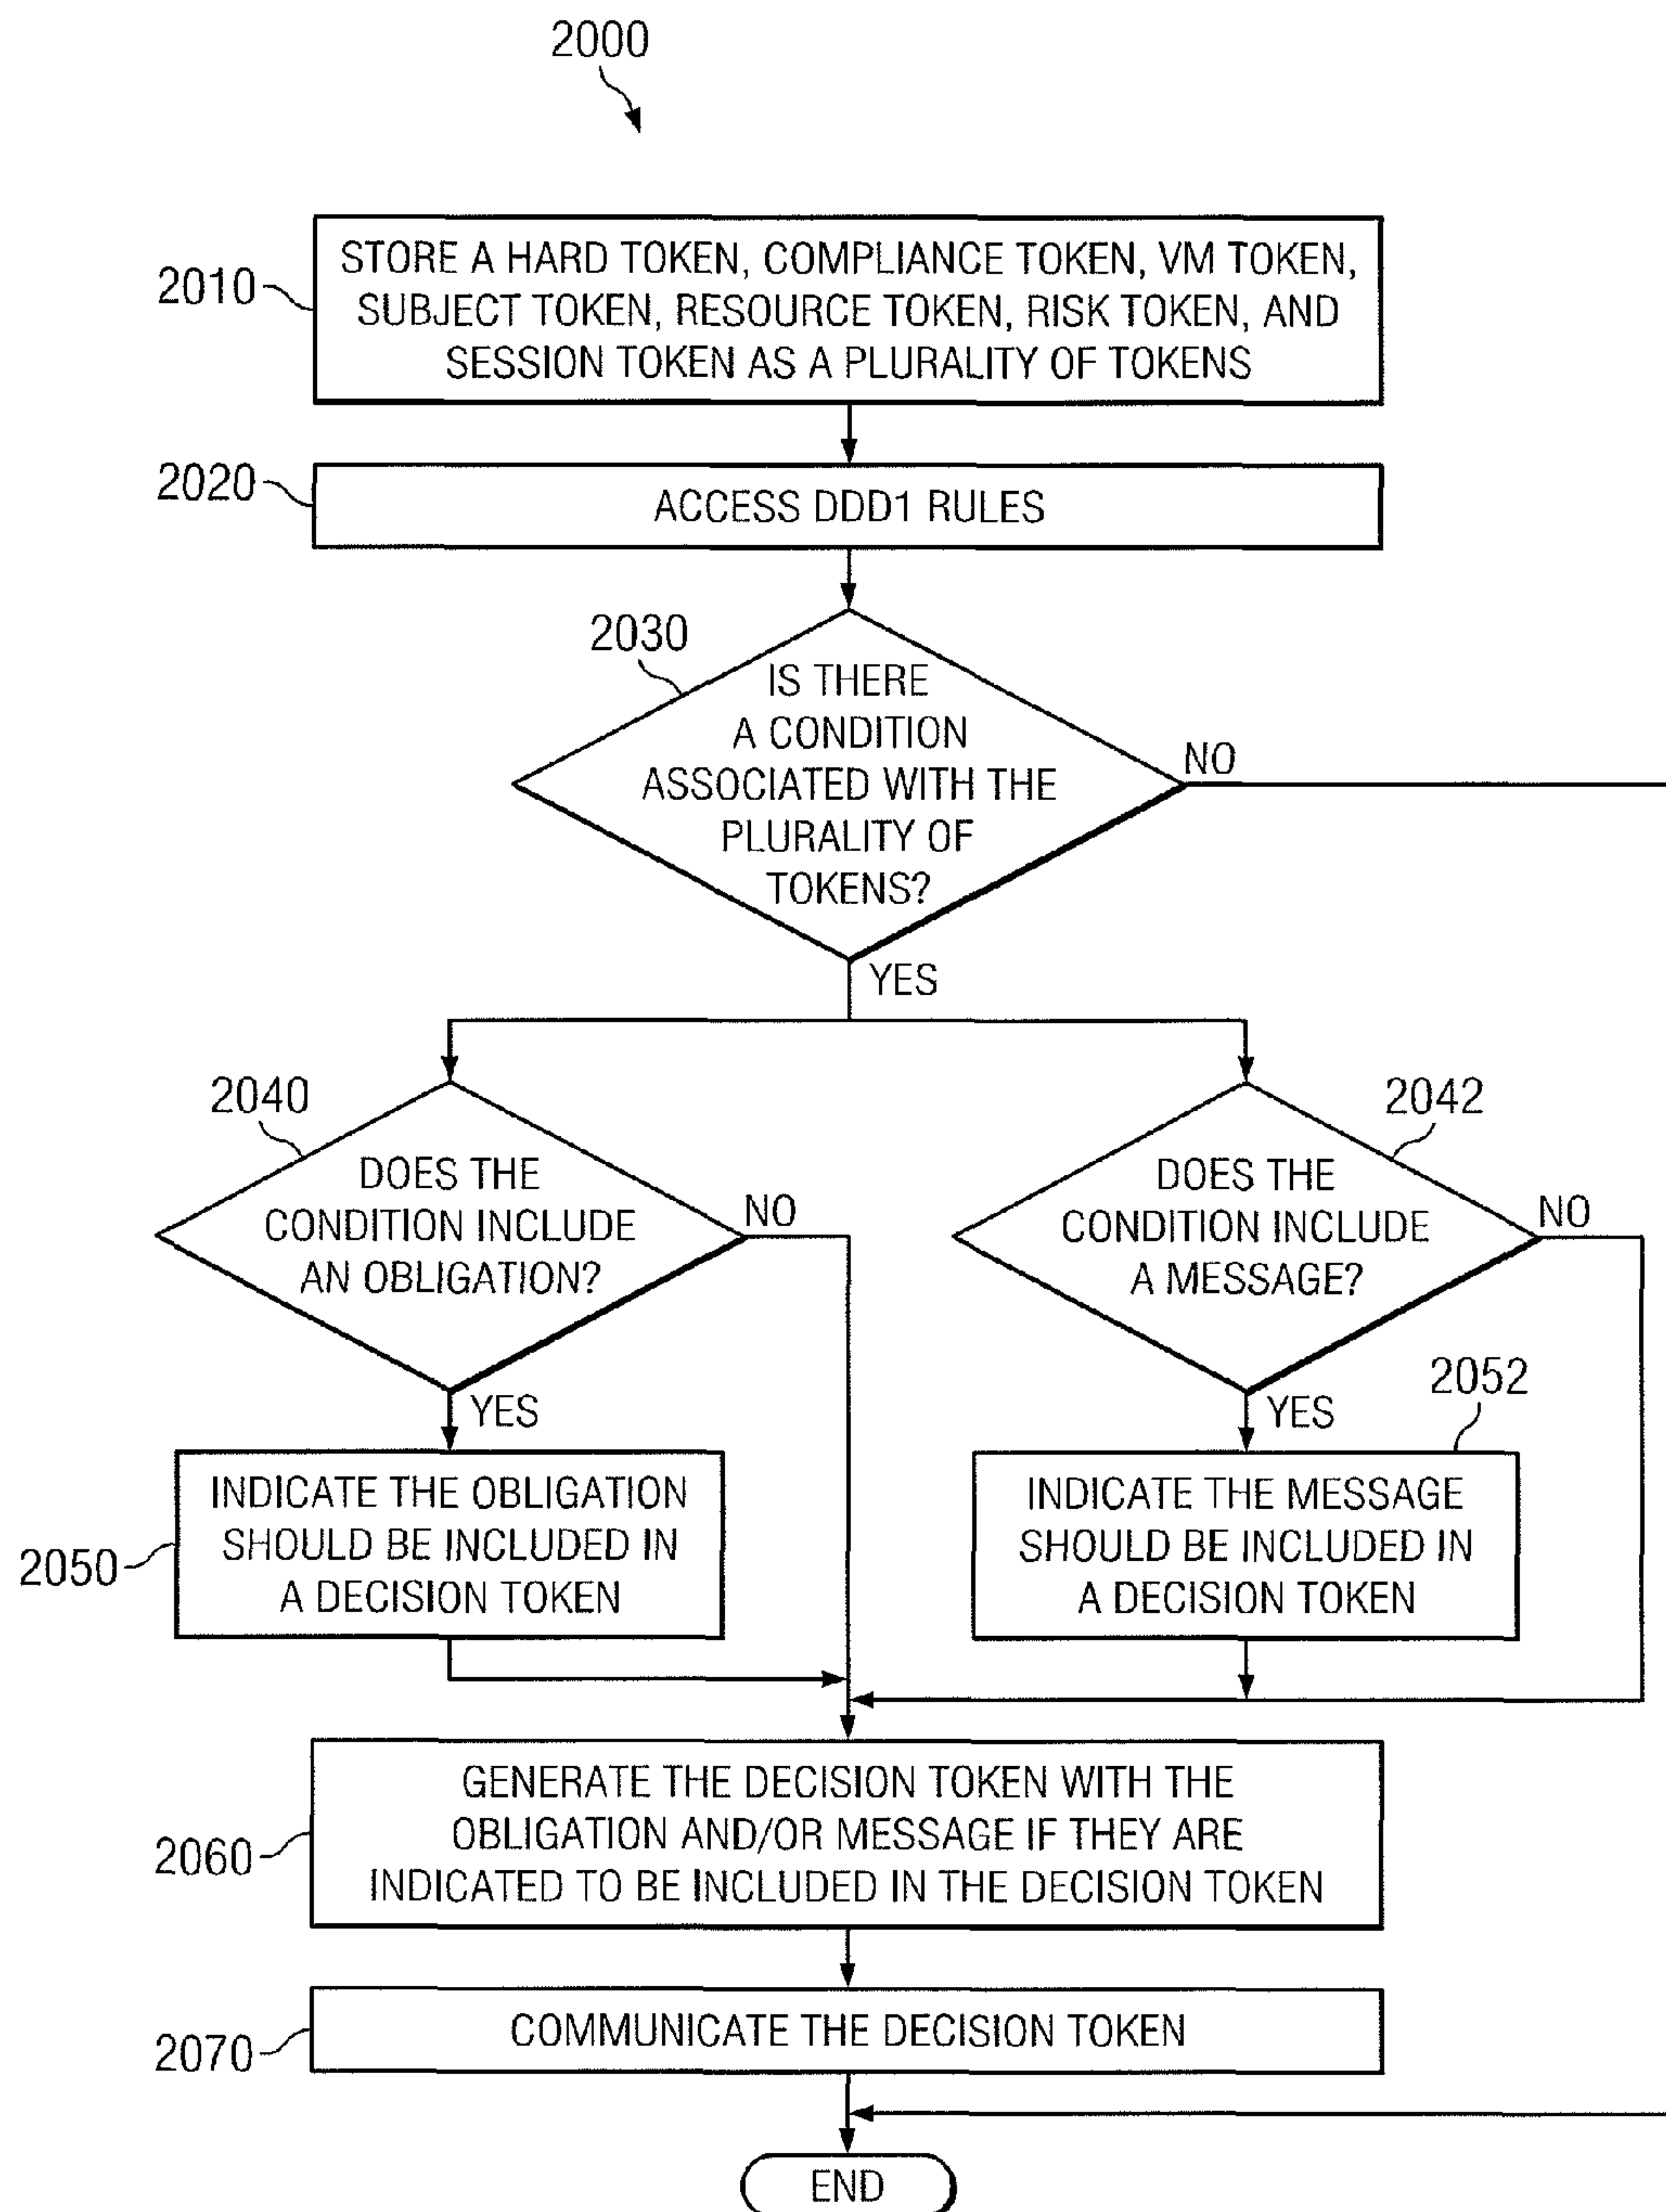 2000
2010
STORE A HARD TOKEN, COMPLIANCE TOKEN, VM TOKEN,
SUBJECT TOKEN, RESOURCE TOKEN, RISK TOKEN, AND
SESSION TOKEN AS A PLURALITY OF TOKENS
2020
ACCESS DDD1 RULES
2030
IS THERE
A CONDITION
ASSOCIATED WITH THE
PLURALITY OF
TOKENS?
NO
YES
2040
DOES THE
CONDITION INCLUDE
AN OBLIGATION?
NO
YES
2042
DOES THE
CONDITION INCLUDE
A MESSAGE?
NO
YES
2050
INDICATE THE OBLIGATION
SHOULD BE INCLUDED IN
A DECISION TOKEN
2052
INDICATE THE MESSAGE
SHOULD BE INCLUDED IN
A DECISION TOKEN
2060
GENERATE THE DECISION TOKEN WITH THE
OBLIGATION AND/OR MESSAGE IF THEY ARE
INDICATED TO BE INCLUDED IN THE DECISION TOKEN
2070
COMMUNICATE THE DECISION TOKEN
END